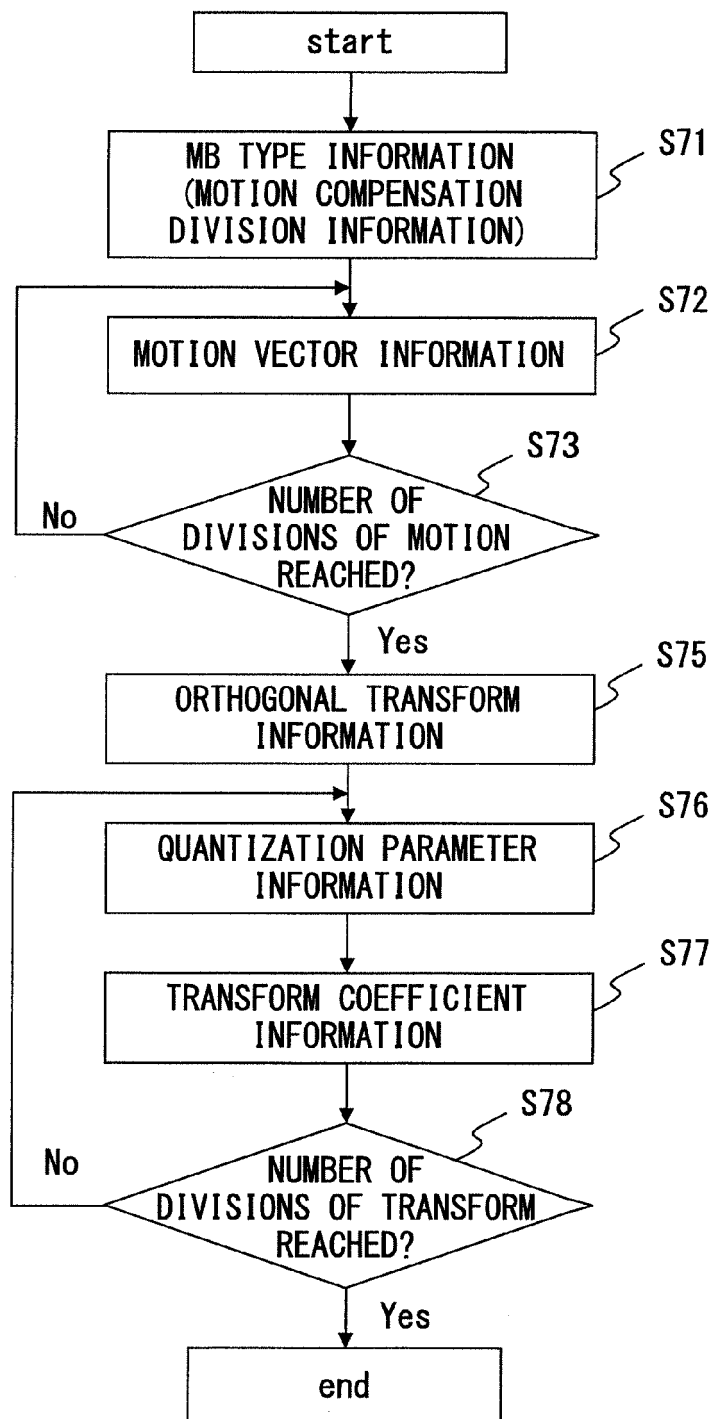 start
S71
MB TYPE INFORMATION
(MOTION COMPENSATION
DIVISION INFORMATION)
S72
MOTION VECTOR INFORMATION
S73
NUMBER OF
DIVISIONS OF MOTION
REACHED?
No
Yes
S75
ORTHOGONAL TRANSFORM
INFORMATION
S76
QUANTIZATION PARAMETER
INFORMATION
S77
TRANSFORM COEFFICIENT
INFORMATION
S78
NUMBER OF
DIVISIONS OF TRANSFORM
REACHED?
No
Yes
end